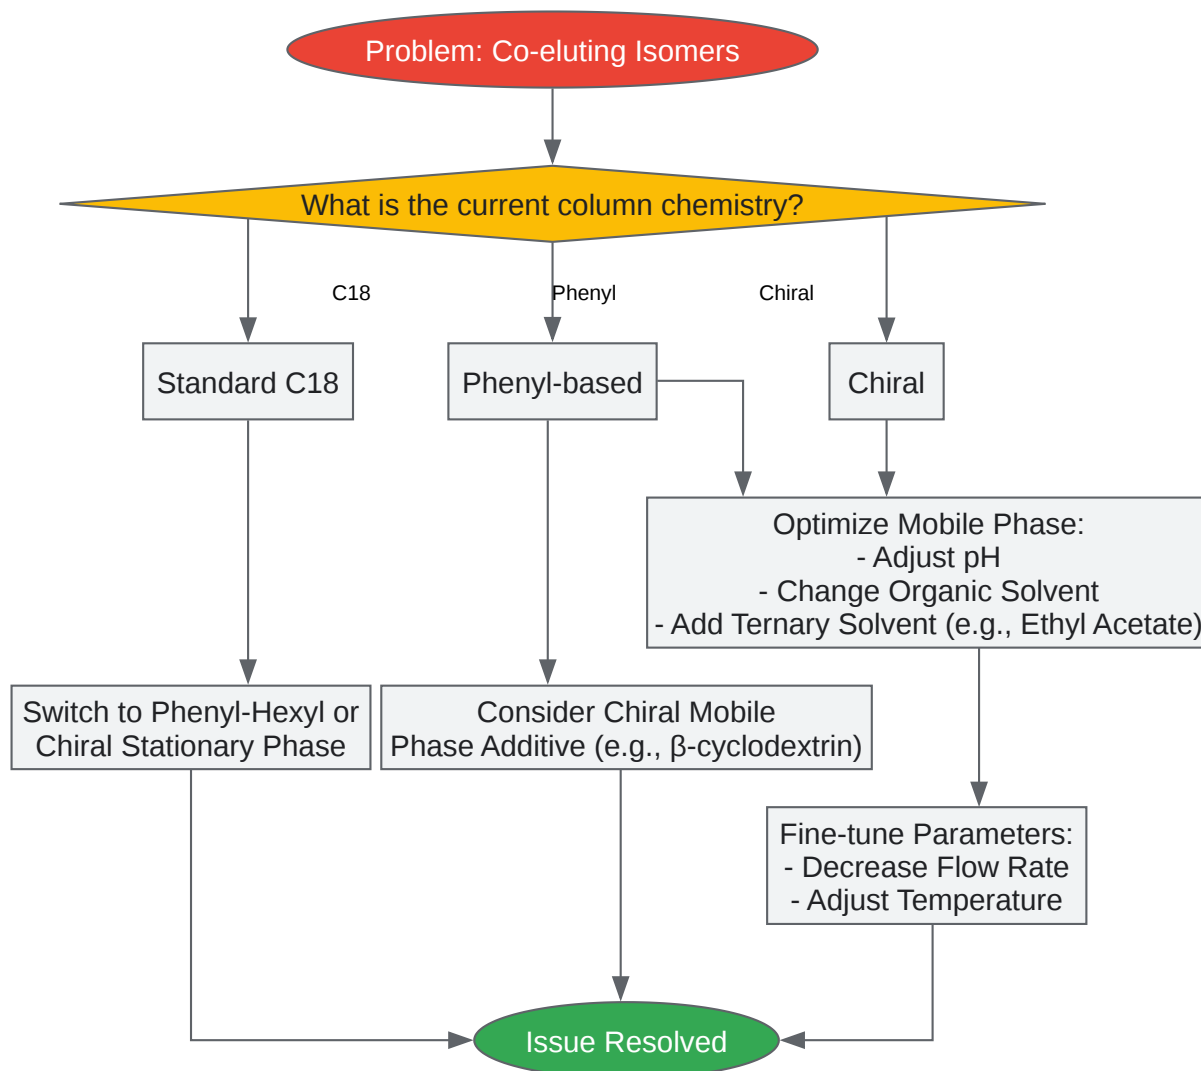 Problem: Co-eluting Isomers
What is the current column chemistry?
C18
Phenyl
Chiral
Standard C18
Phenyl-based
Chiral
Optimize Mobile Phase:
- Adjust pH
- Change Organic Solvent
- Add Ternary Solvent (e.g., Ethyl Acetate)
Switch to Phenyl-Hexyl or
Chiral Stationary Phase
Consider Chiral Mobile
Phase Additive (e.g., β-cyclodextrin)
Fine-tune Parameters:
- Decrease Flow Rate
- Adjust Temperature
Issue Resolved